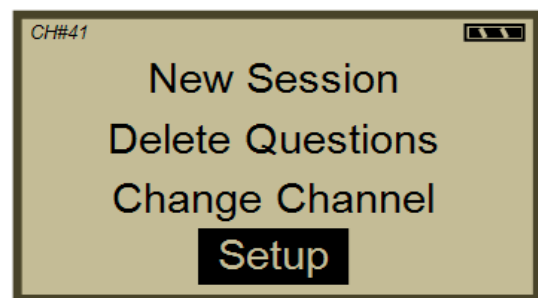 CH#41
New Session
Delete Questions
Change Channel
Setup